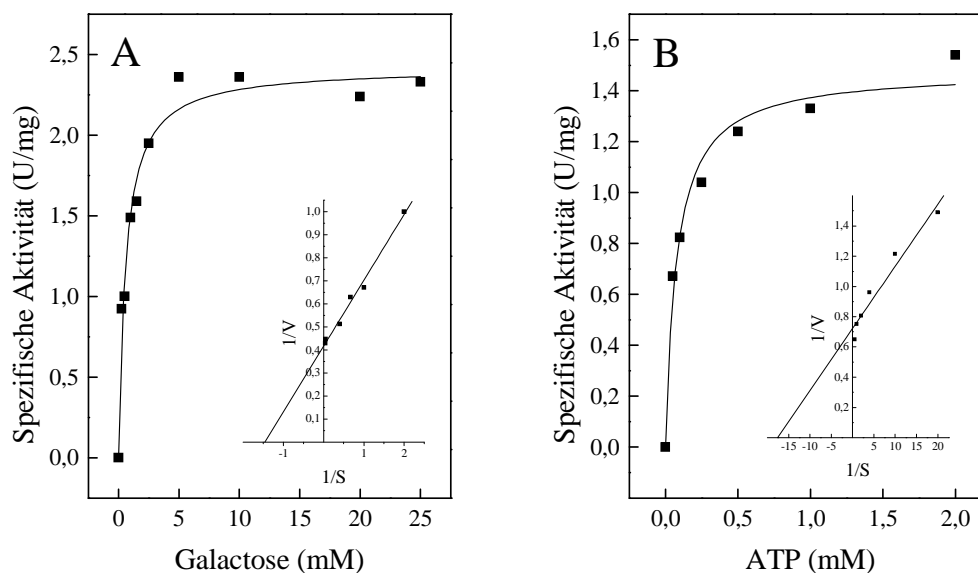 A
Spezifische Aktivität (U/mg)
2,5
2,0
1,5
1,0
0,5
0,0
0 5 10 15 20 25
Galactose (mM)
1/V
1,0
0,9
0,8
0,7
0,6
0,5
0,4
0,3
0,2
0,1
-1 1 2
1/S
B
Spezifische Aktivität (U/mg)
1,6
1,4
1,2
1,0
0,8
0,6
0,4
0,2
0,0
0,0 0,5 1,0 1,5 2,0
ATP (mM)
1/V
1,4
1,2
1,0
0,8
0,6
0,4
0,2
-15 -10 -5 5 10 15 20
1/S